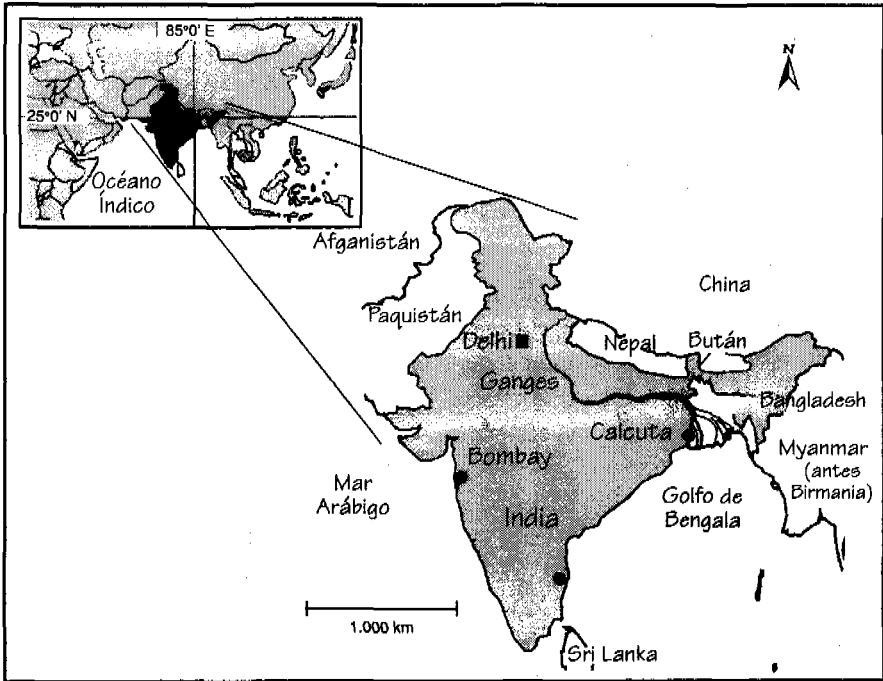 85°0' E
25°0' N
Océano
Índico
N
Afganistán
China
Paquistán
Delhi
Nepal
Bután
Ganges
Bangladesh
Calcuta
Bombay
Myanmar
(antes
Birmania)
Mar
Arábigo
Golfo de
Bengala
India
1.000 km
Sri Lanka